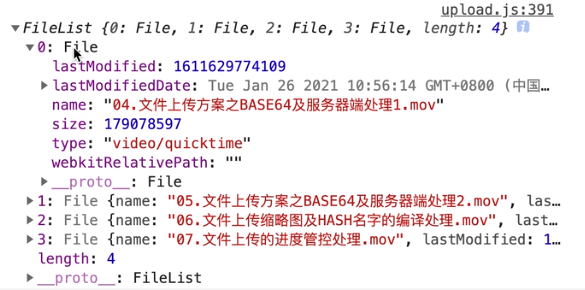 upload.js:391
FileList {0: File, 1: File, 2: File, 3: File, length: 4}
0: File
lastModified: 1611629774109
lastModifiedDate: Tue Jan 26 2021 10:56:14 GMT+0800 (中国…
name: "04.文件上传方案之BASE64及服务器端处理1.mov"
size: 179078597
type: "video/quicktime"
webkitRelativePath: ""
__proto__: File
1: File {name: "05.文件上传方案之BASE64及服务器端处理2.mov", las…
2: File {name: "06.文件上传缩略图及HASH名字的编译处理.mov", last…
3: File {name: "07.文件上传的进度管控处理.mov", lastModified: 1…
length: 4
__proto__: FileList